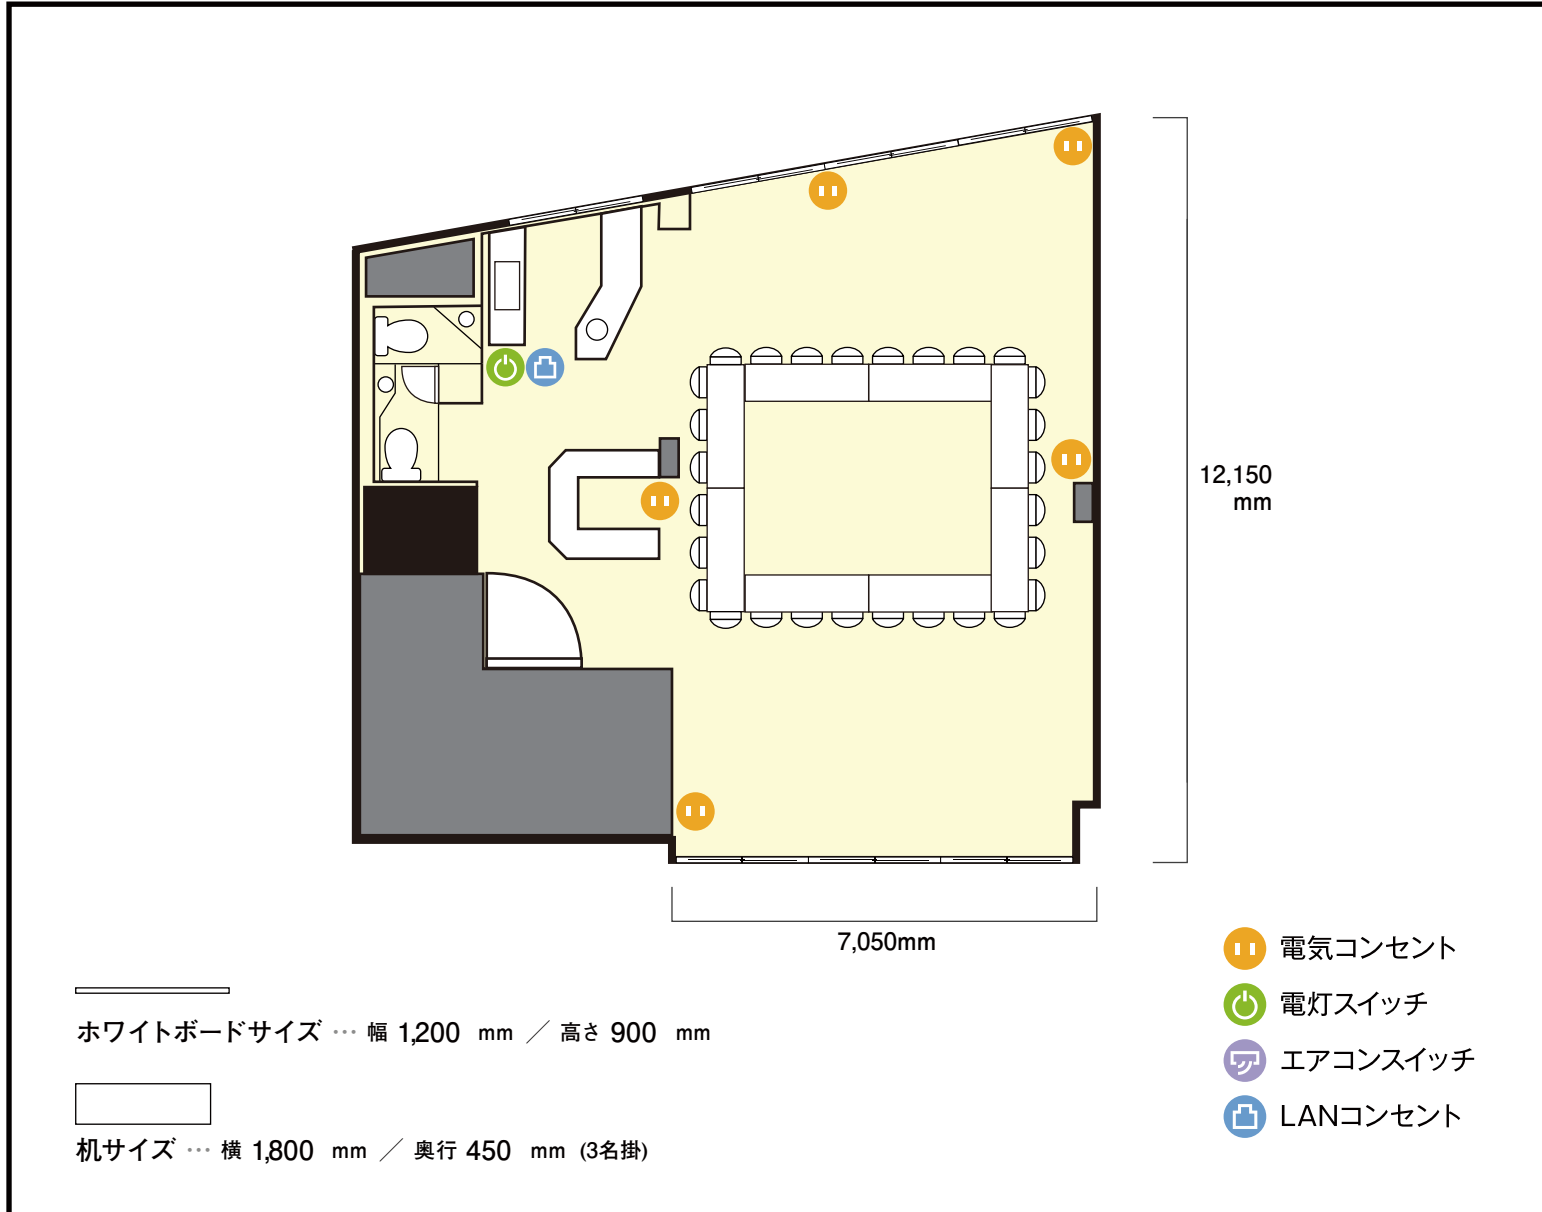 12,150
mm
7,050mm
電気コンセント
電灯スイッチ
エアコンスイッチ
LANコンセント
ホワイトボードサイズ … 幅 1,200 mm ／ 高さ 900 mm
机サイズ … 横 1,800 mm ／ 奥行 450 mm (3名掛)